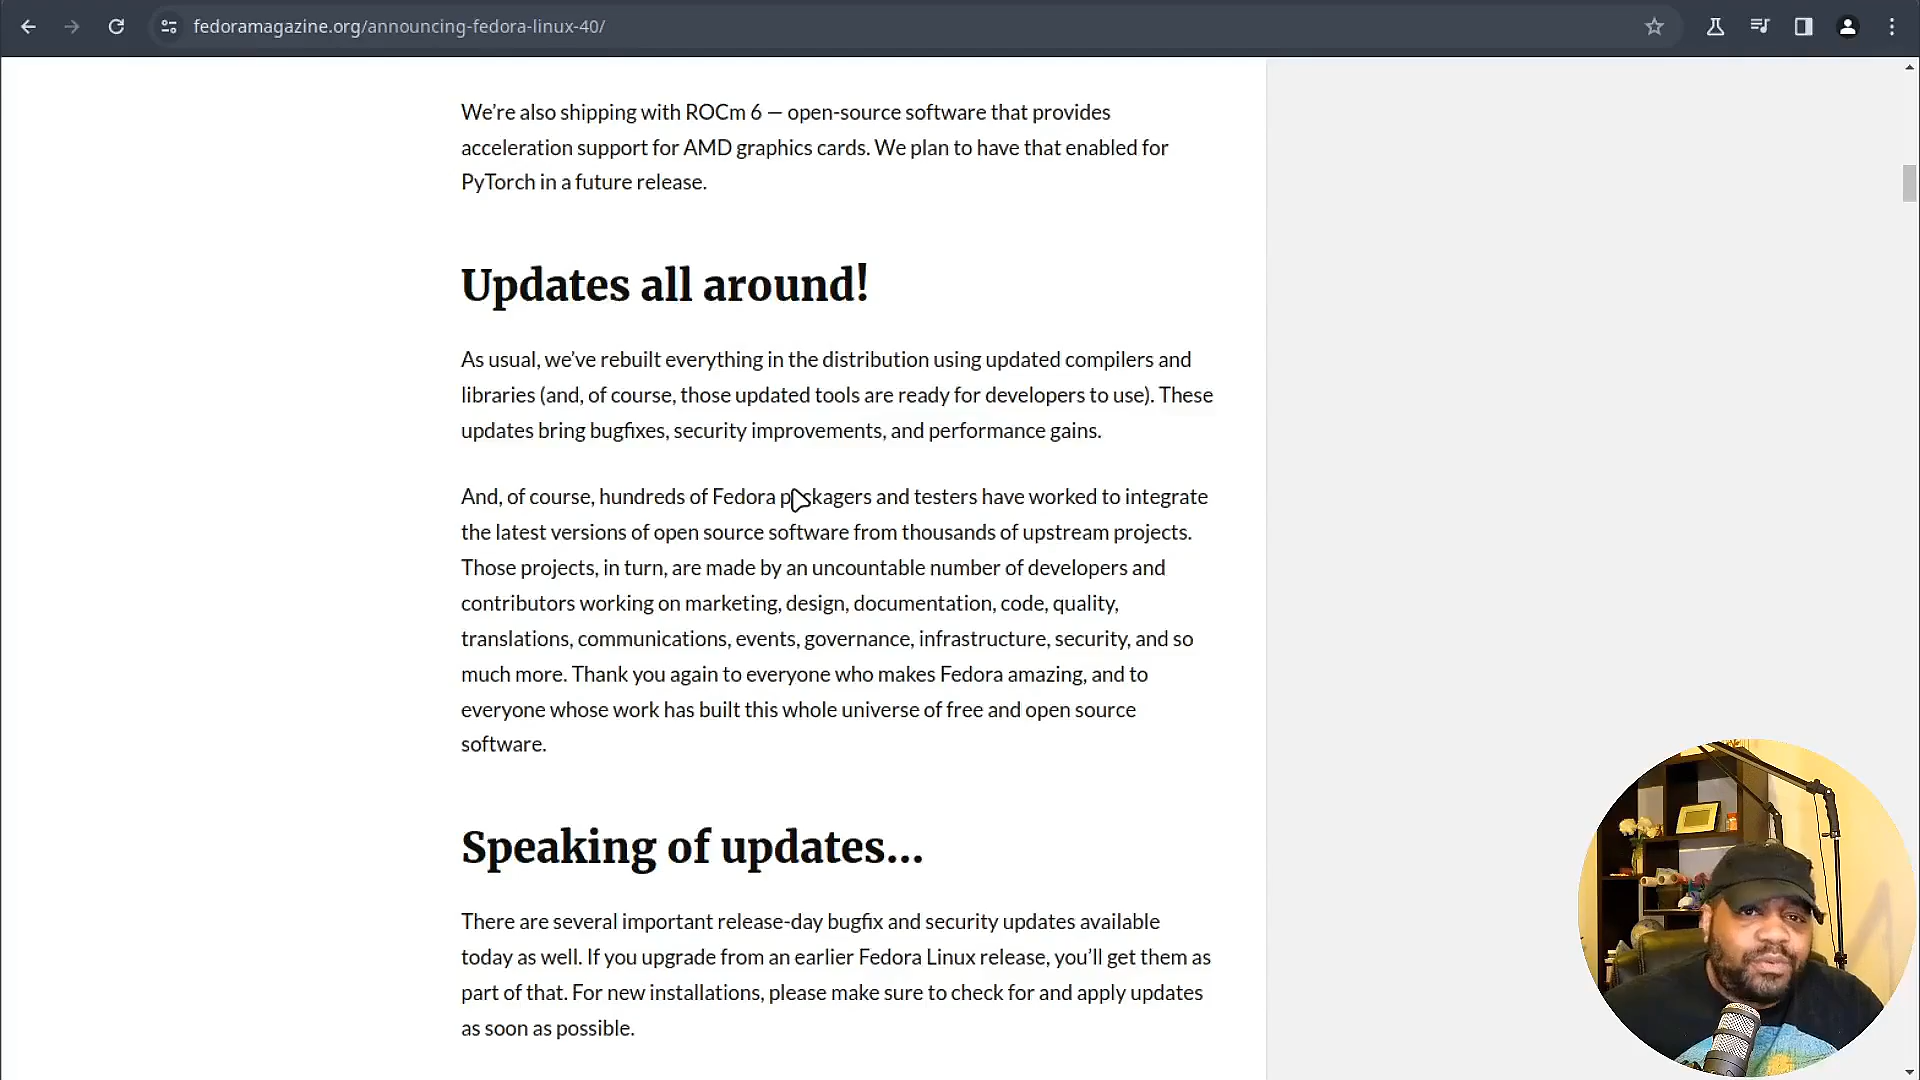 fedoramagazine.org/announcing-fedora-linux-40/
We’re also shipping with ROCm 6 — open-source software that provides
acceleration support for AMD graphics cards. We plan to have that enabled for
PyTorch in a future release.
Updates all around!
As usual, we’ve rebuilt everything in the distribution using updated compilers and
libraries (and, of course, those updated tools are ready for developers to use). These
updates bring bugfixes, security improvements, and performance gains.
And, of course, hundreds of Fedora packagers and testers have worked to integrate
the latest versions of open source software from thousands of upstream projects.
Those projects, in turn, are made by an uncountable number of developers and
contributors working on marketing, design, documentation, code, quality,
translations, communications, events, governance, infrastructure, security, and so
much more. Thank you again to everyone who makes Fedora amazing, and to
everyone whose work has built this whole universe of free and open source
software.
Speaking of updates…
There are several important release-day bugfix and security updates available
today as well. If you upgrade from an earlier Fedora Linux release, you’ll get them as
part of that. For new installations, please make sure to check for and apply updates
as soon as possible.